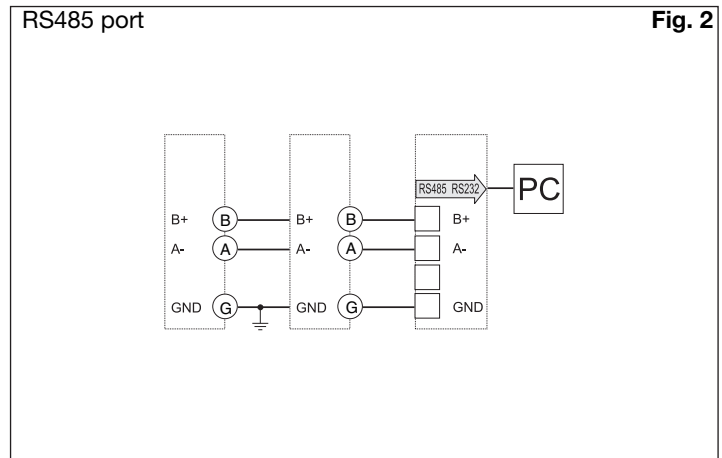 RS485 port Fig. 2
RS485 RS232
PC
B+ B B+ B B+
A- A A- A A-
GND G GND G GND